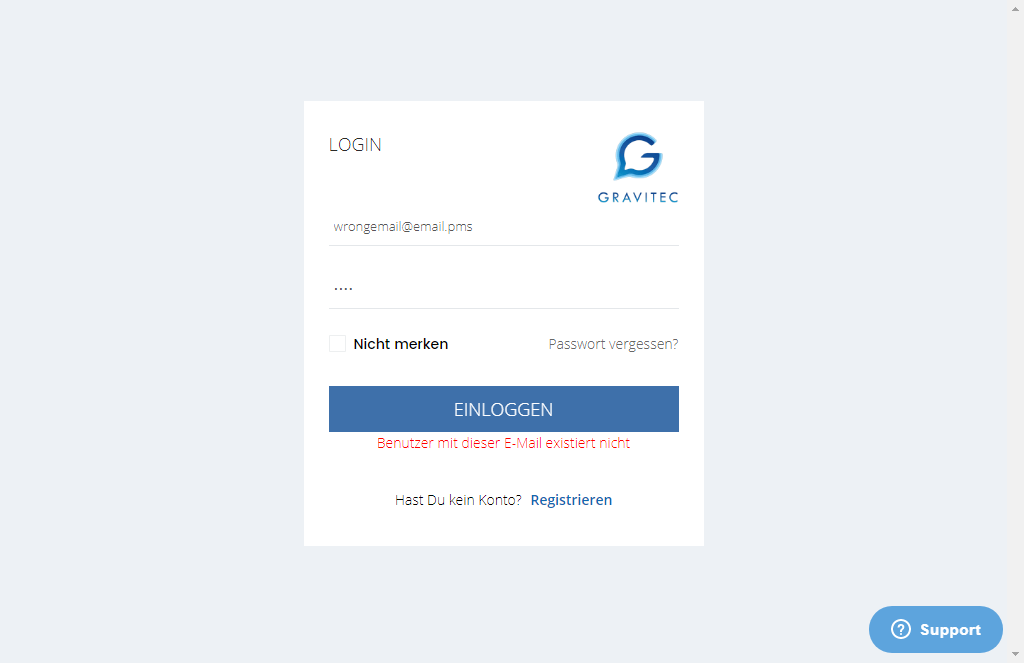 LOGIN
GRAVITEC
wrongemail@email.pms
....
Nicht merken
Passwort vergessen?
EINLOGGEN
Benutzer mit dieser E-Mail existiert nicht
Hast Du kein Konto? Registrieren
Support